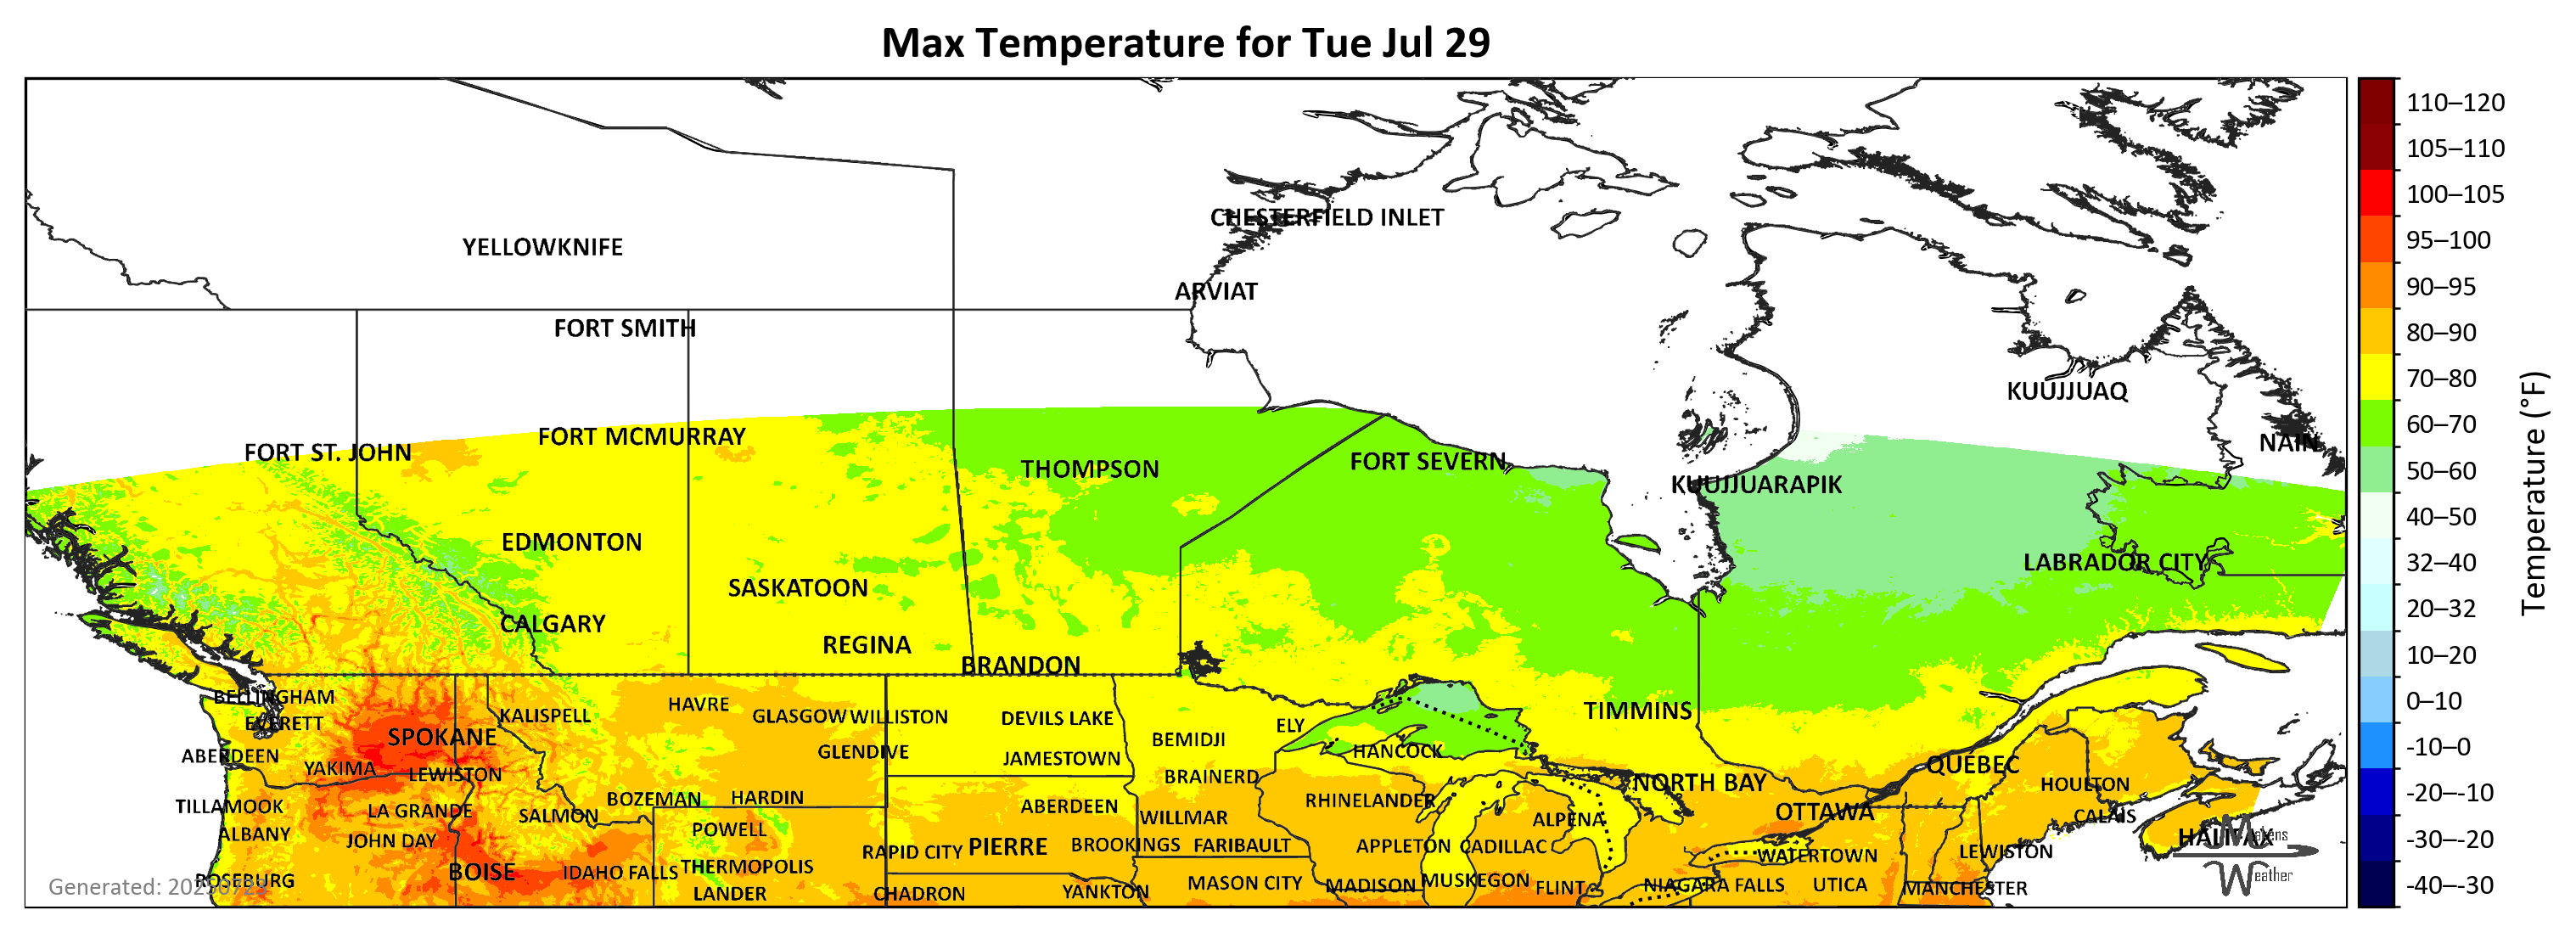 Max Temperature for Tue Jul 29
CHESTERFIELD INLET
YELLOWKNIFE
ARVIAT
FORT SMITH
KUUJJUAQ
FORT MCMURRAY
NAIN
FORT ST. JOHN
FORT SEVERN
THOMPSON
KUUJJUARAPIK
EDMONTON
LABRADOR CITY
SASKATOON
CALGARY
REGINA
BRANDON
BELLINGHAM
HAVRE
TIMMINS
KALISPELL
GLASGOW WILLISTON
DEVILS LAKE
EVERETT
ELY
SPOKANE
BEMIDJI
HANCOCK
ABERDEEN
GLENDIVE
JAMESTOWN
QUÉBEC
YAKIMA
LEWISTON
BRAINERD
NORTH BAY
HOULTON
BOZEMAN
HARDIN
RHINELANDER
TILLAMOOK
LA GRANDE
SALMON
ABERDEEN
WILLMAR
ALPENA
OTTAWA
CALAIS
ALBANY
JOHN DAY
POWELL
HALIFAX
RAPID CITY
PIERRE
BROOKINGS
FARIBAULT
APPLETON
CADILLAC
WATERTOWN
LEWISTON
BOISE
IDAHO FALLS
THERMOPOLIS
ROSEBURG
LANDER
CHADRON
YANKTON
MASON CITY
MADISON
MUSKEGON
FLINT
NIAGARA FALLS
UTICA
MANCHESTER
Makens
Weather
110–120
105–110
100–105
95–100
90–95
80–90
70–80
60–70
50–60
40–50
32–40
20–32
10–20
0–10
-10–0
-20–-10
-30–-20
-40–-30
Temperature (°F)
Generated: